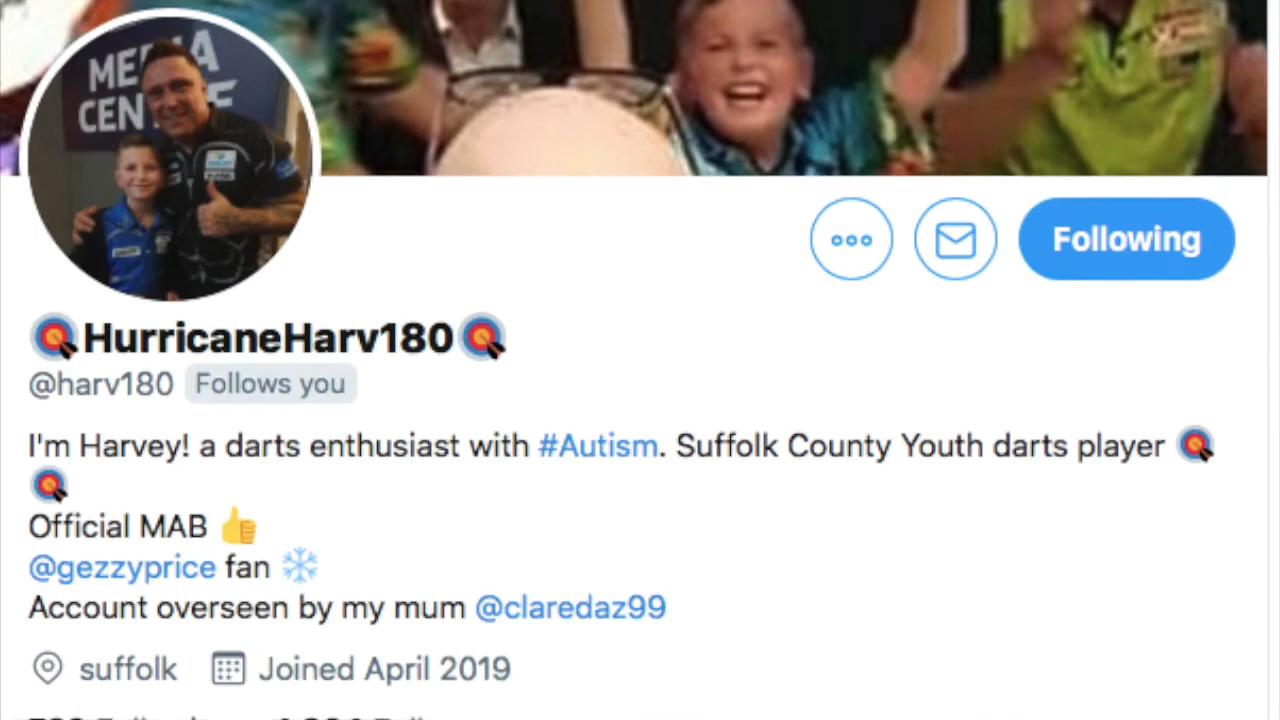 MEDIA
CENTRE
HurricaneHarv180
@harv180 Follows you
Following
I'm Harvey! a darts enthusiast with #Autism. Suffolk County Youth darts player
Official MAB 👍
@gezzyprice fan ❄️
Account overseen by my mum @claredaz99
suffolk Joined April 2019